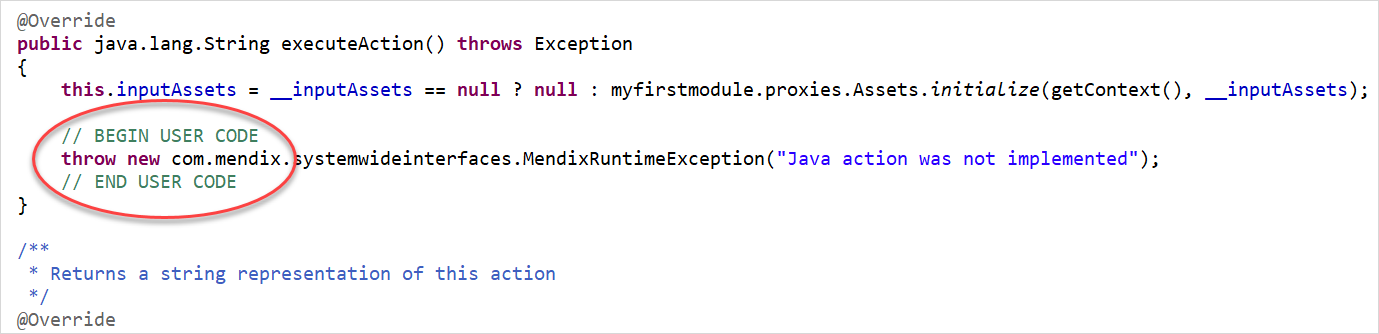 @Override
public java.lang.String executeAction() throws Exception
{
    this.inputAssets = __inputAssets == null ? null : myfirstmodule.proxies.Assets.initialize(getContext(), __inputAssets);
    // BEGIN USER CODE
    throw new com.mendix.systemwideinterfaces.MendixRuntimeException("Java action was not implemented");
    // END USER CODE
}
/**
 * Returns a string representation of this action
 */
@Override